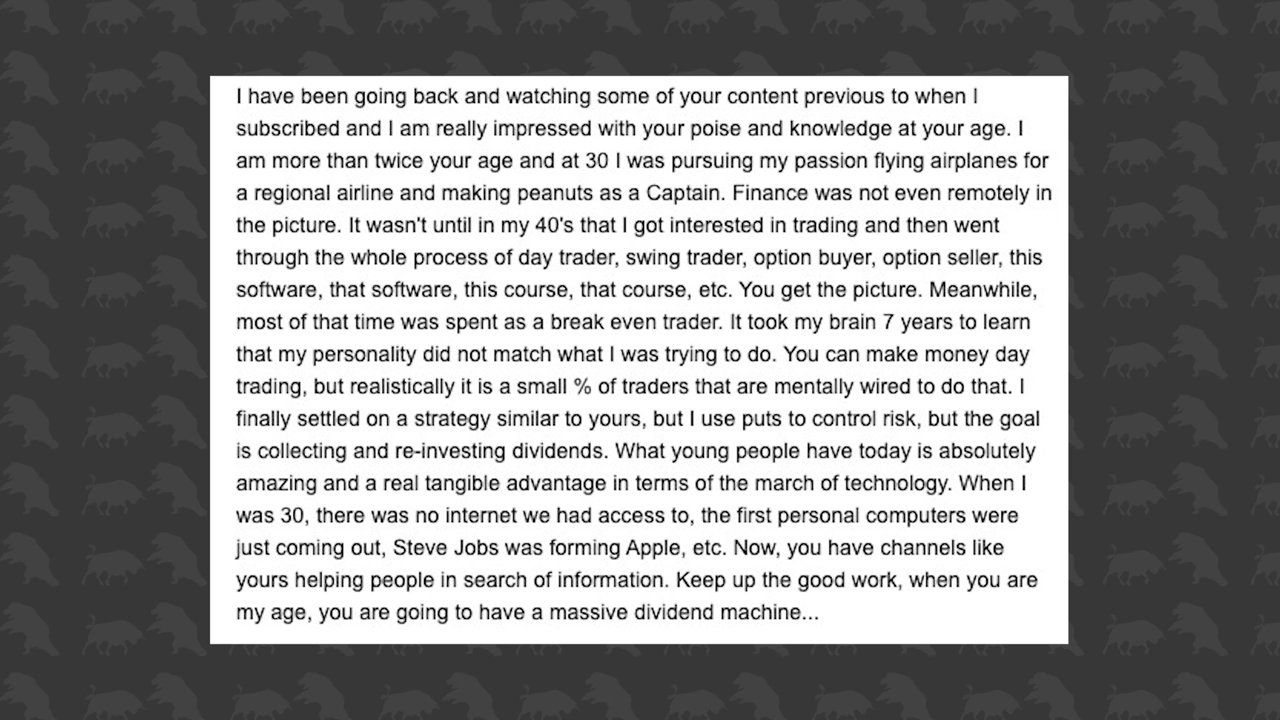 I have been going back and watching some of your content previous to when I
subscribed and I am really impressed with your poise and knowledge at your age. I
am more than twice your age and at 30 I was pursuing my passion flying airplanes for
a regional airline and making peanuts as a Captain. Finance was not even remotely in
the picture. It wasn't until in my 40's that I got interested in trading and then went
through the whole process of day trader, swing trader, option buyer, option seller, this
software, that software, this course, that course, etc. You get the picture. Meanwhile,
most of that time was spent as a break even trader. It took my brain 7 years to learn
that my personality did not match what I was trying to do. You can make money day
trading, but realistically it is a small % of traders that are mentally wired to do that. I
finally settled on a strategy similar to yours, but I use puts to control risk, but the goal
is collecting and re-investing dividends. What young people have today is absolutely
amazing and a real tangible advantage in terms of the march of technology. When I
was 30, there was no internet we had access to, the first personal computers were
just coming out, Steve Jobs was forming Apple, etc. Now, you have channels like
yours helping people in search of information. Keep up the good work, when you are
my age, you are going to have a massive dividend machine...